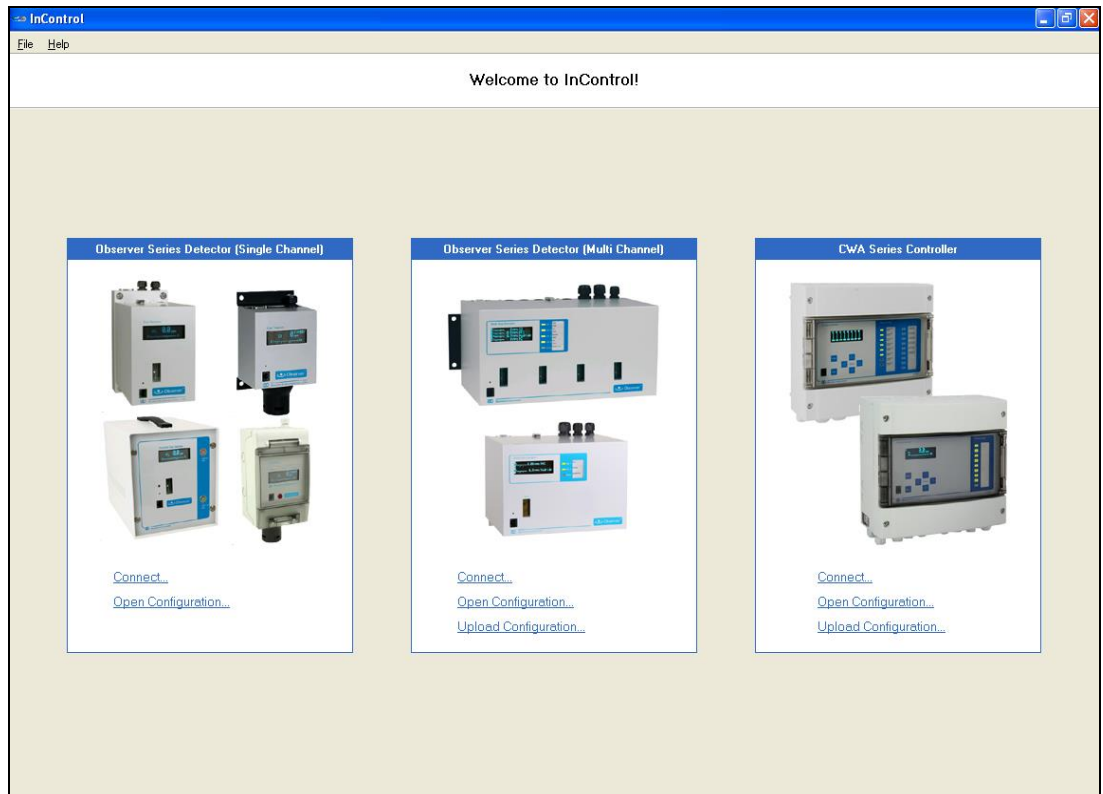 InControl
File Help
Welcome to InControl!
Observer Series Detector (Single Channel)
Connect...
Open Configuration...
Observer Series Detector (Multi Channel)
Connect...
Open Configuration...
Upload Configuration...
CWA Series Controller
Connect...
Open Configuration...
Upload Configuration...